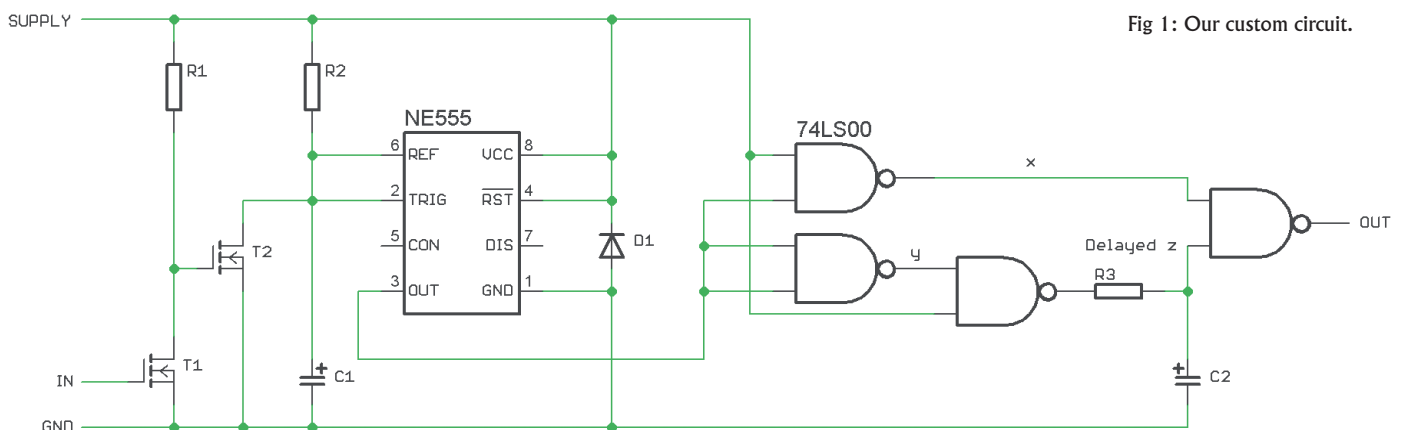 SUPPLY
Fig 1: Our custom circuit.
R1
R2
NE555
74LS00
6 REF VCC 8
x
2 TRIG RST 4
OUT
T2
5 CON DIS 7
D1
Delayed z
y
R3
3 OUT GND 1
T1
IN
C1
C2
GND